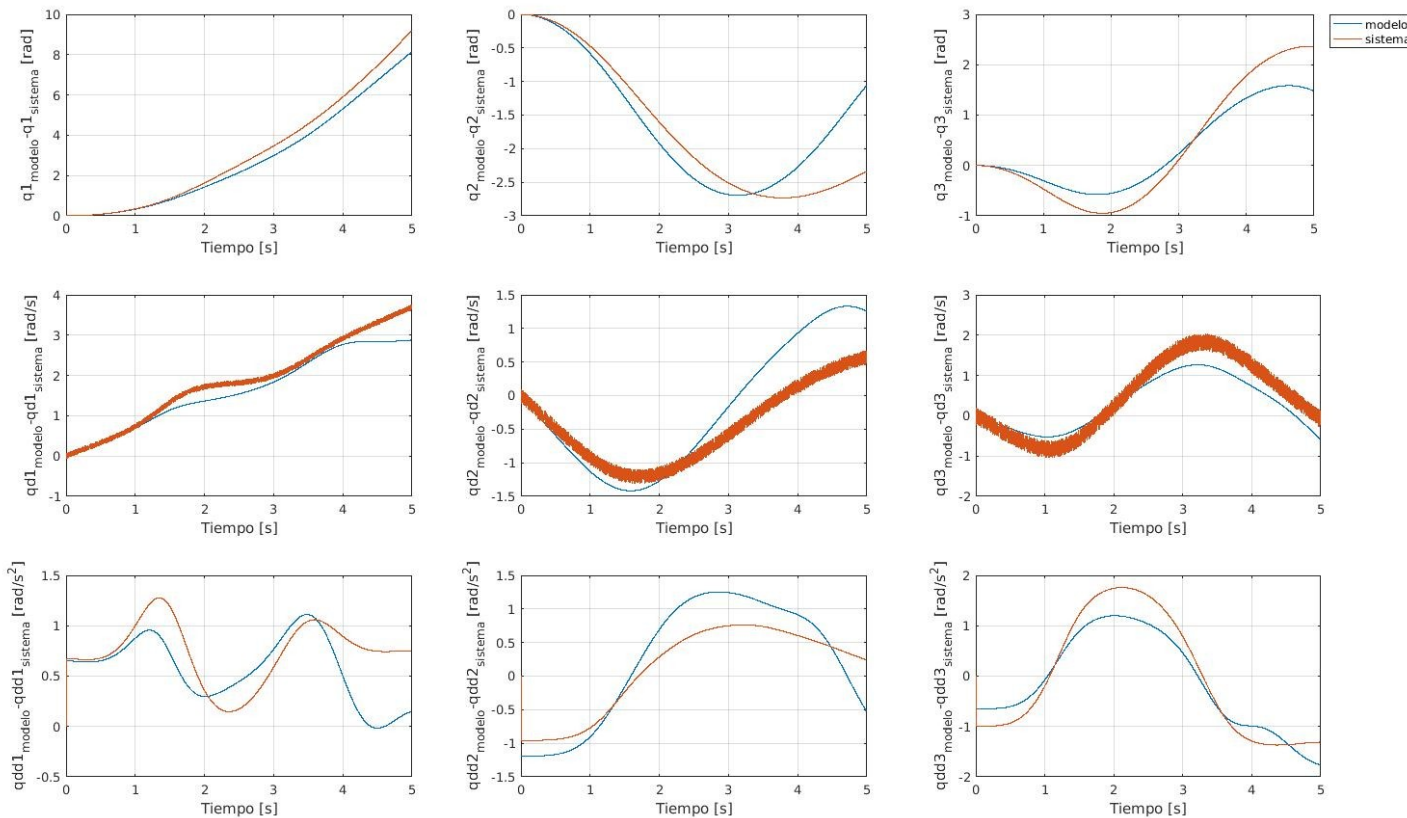 q1modelo-q1sistema [rad]
10
8
6
4
2
0
0 1 2 3 4 5
Tiempo [s]
q2modelo-q2sistema [rad]
0
-0.5
-1
-1.5
-2
-2.5
-3
0 1 2 3 4 5
Tiempo [s]
q3modelo-q3sistema [rad]
3
2
1
0
-1
0 1 2 3 4 5
Tiempo [s]
modelo
sistema
qd1modelo-qd1sistema [rad/s]
4
3
2
1
0
-1
0 1 2 3 4 5
Tiempo [s]
qd2modelo-qd2sistema [rad/s]
1.5
1
0.5
0
-0.5
-1
-1.5
0 1 2 3 4 5
Tiempo [s]
qd3modelo-qd3sistema [rad/s]
3
2
1
0
-1
-2
0 1 2 3 4 5
Tiempo [s]
qdd1modelo-qdd1sistema [rad/s2]
1.5
1
0.5
0
-0.5
0 1 2 3 4 5
Tiempo [s]
qdd2modelo-qdd2sistema [rad/s2]
1.5
1
0.5
0
-0.5
-1
-1.5
0 1 2 3 4 5
Tiempo [s]
qdd3modelo-qdd3sistema [rad/s2]
2
1
0
-1
-2
0 1 2 3 4 5
Tiempo [s]